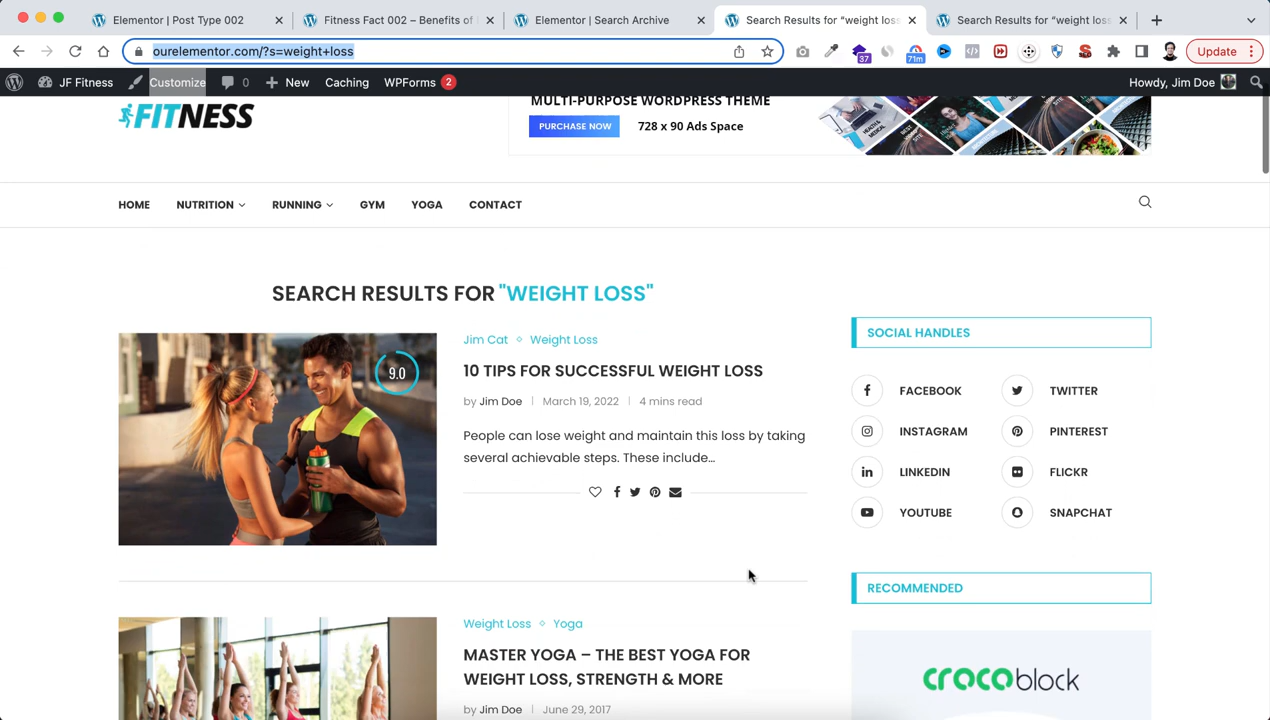 Elementor | Post Type 002
Fitness Fact 002 – Benefits of
Elementor | Search Archive
Search Results for “weight loss
Search Results for “weight loss
ourelementor.com/?s=weight+loss
37
71m
Update
JF Fitness
Customize
0
New
Caching
WPForms
2
Howdy, Jim Doe
FITNESS
MULTI-PURPOSE WORDPRESS THEME
PURCHASE NOW
728 x 90 Ads Space
HOME
NUTRITION
RUNNING
GYM
YOGA
CONTACT
SEARCH RESULTS FOR "WEIGHT LOSS"
9.0
Jim Cat
Weight Loss
10 TIPS FOR SUCCESSFUL WEIGHT LOSS
by Jim Doe
March 19, 2022
4 mins read
People can lose weight and maintain this loss by taking
several achievable steps. These include...
Weight Loss
Yoga
MASTER YOGA – THE BEST YOGA FOR
WEIGHT LOSS, STRENGTH & MORE
by Jim Doe
June 29, 2017
SOCIAL HANDLES
FACEBOOK
TWITTER
INSTAGRAM
PINTEREST
LINKEDIN
FLICKR
YOUTUBE
SNAPCHAT
RECOMMENDED
crocoblock